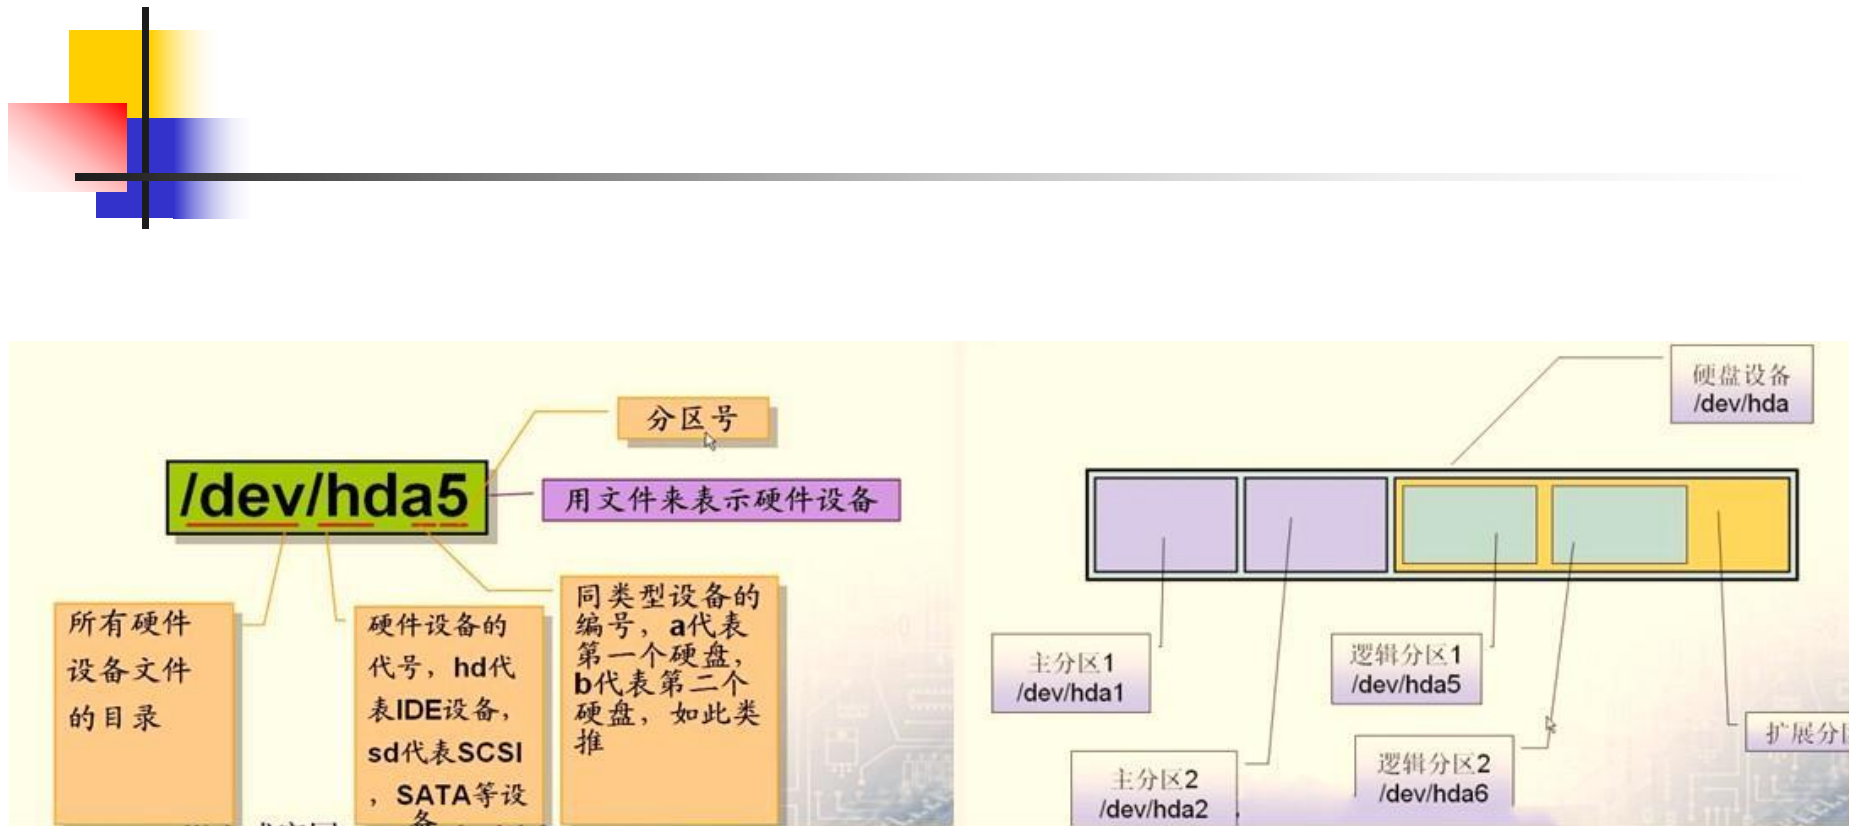 分区号
/dev/hda5
用文件来表示硬件设备
所有硬件
设备文件
的目录
硬件设备的
代号，hd代
表IDE设备，
sd代表SCSI
，SATA等设
备
同类型设备的
编号，a代表
第一个硬盘，
b代表第二个
硬盘，如此类
推
硬盘设备
/dev/hda
主分区1
/dev/hda1
逻辑分区1
/dev/hda5
扩展分区
主分区2
/dev/hda2
逻辑分区2
/dev/hda6